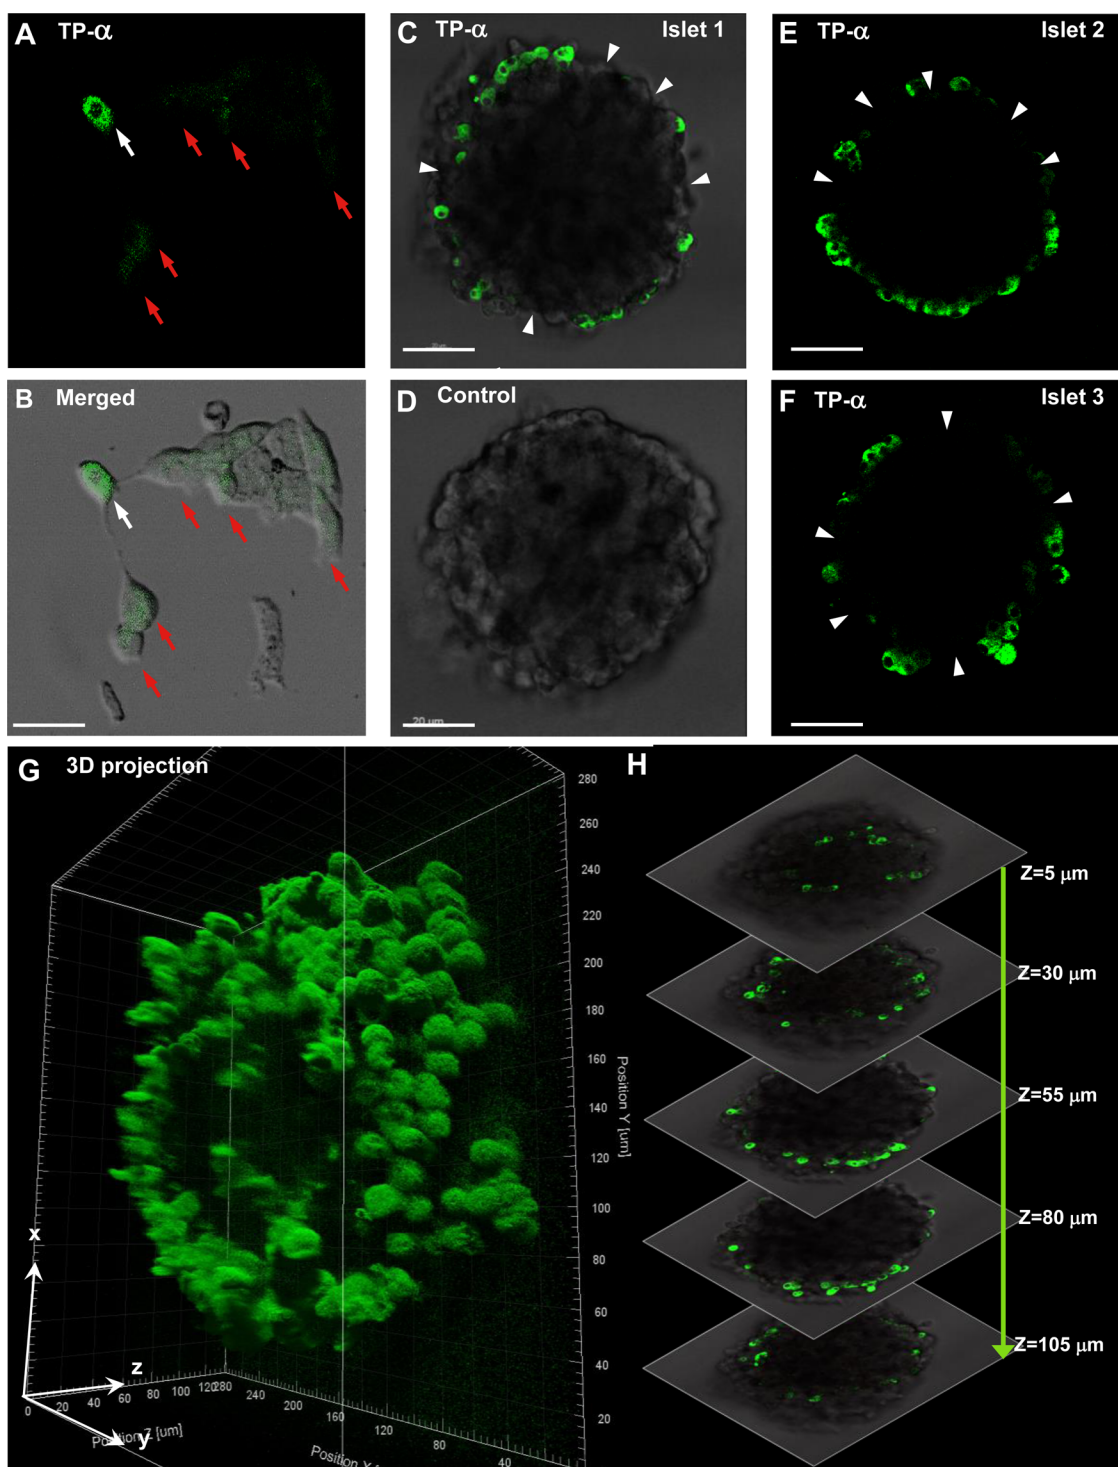 A TP-α
C TP-α Islet 1
E TP-α Islet 2
B Merged
D Control
20 µm
F TP-α Islet 3
G 3D projection
280
260
240
220
200
180
160
140
120
100
80
60
40
20
Position Y [um]
x
z
y
0 20 40 60 80 100 120
280 240 200 160 120 80 40
Position Z [um]
Position
H
Z=5 µm
Z=30 µm
Z=55 µm
Z=80 µm
Z=105 µm